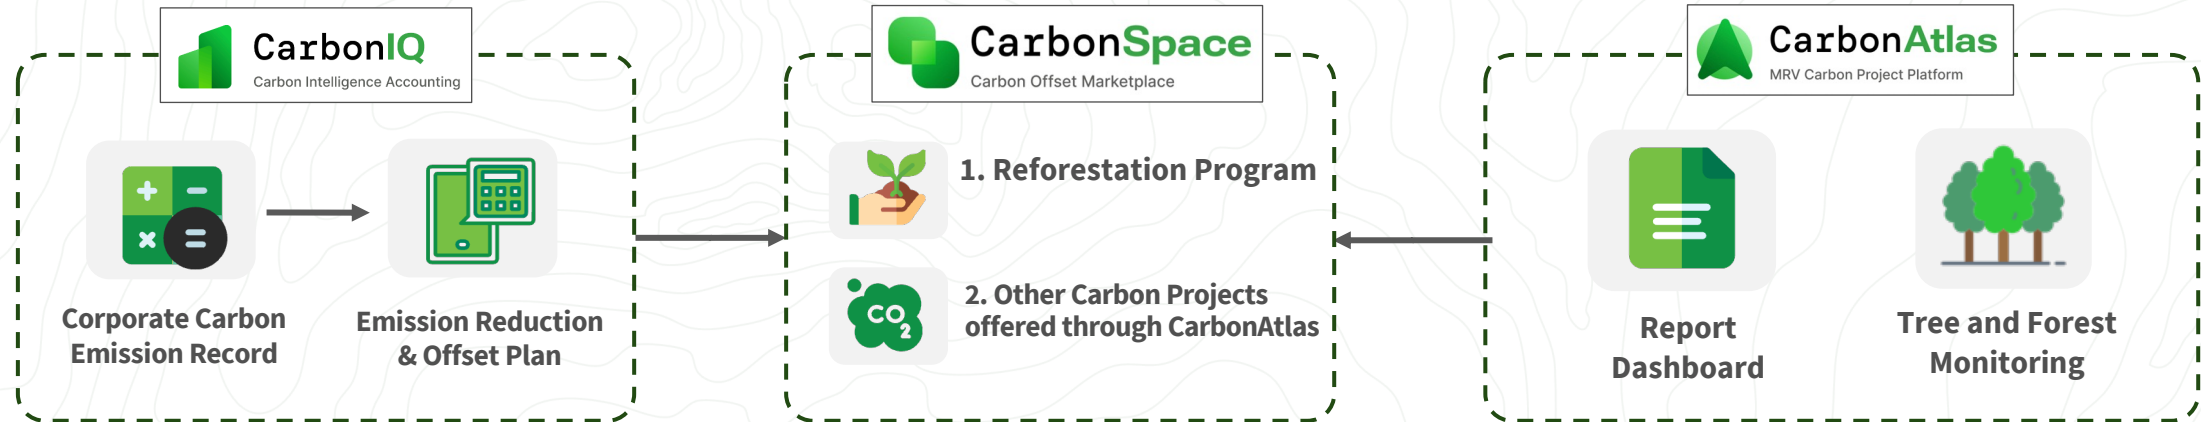 CarbonIQ
Carbon Intelligence Accounting
+ −
× =
Corporate Carbon
Emission Record
Emission Reduction
& Offset Plan
CarbonSpace
Carbon Offset Marketplace
1. Reforestation Program
CO2
2. Other Carbon Projects
offered through CarbonAtlas
CarbonAtlas
MRV Carbon Project Platform
Report
Dashboard
Tree and Forest
Monitoring